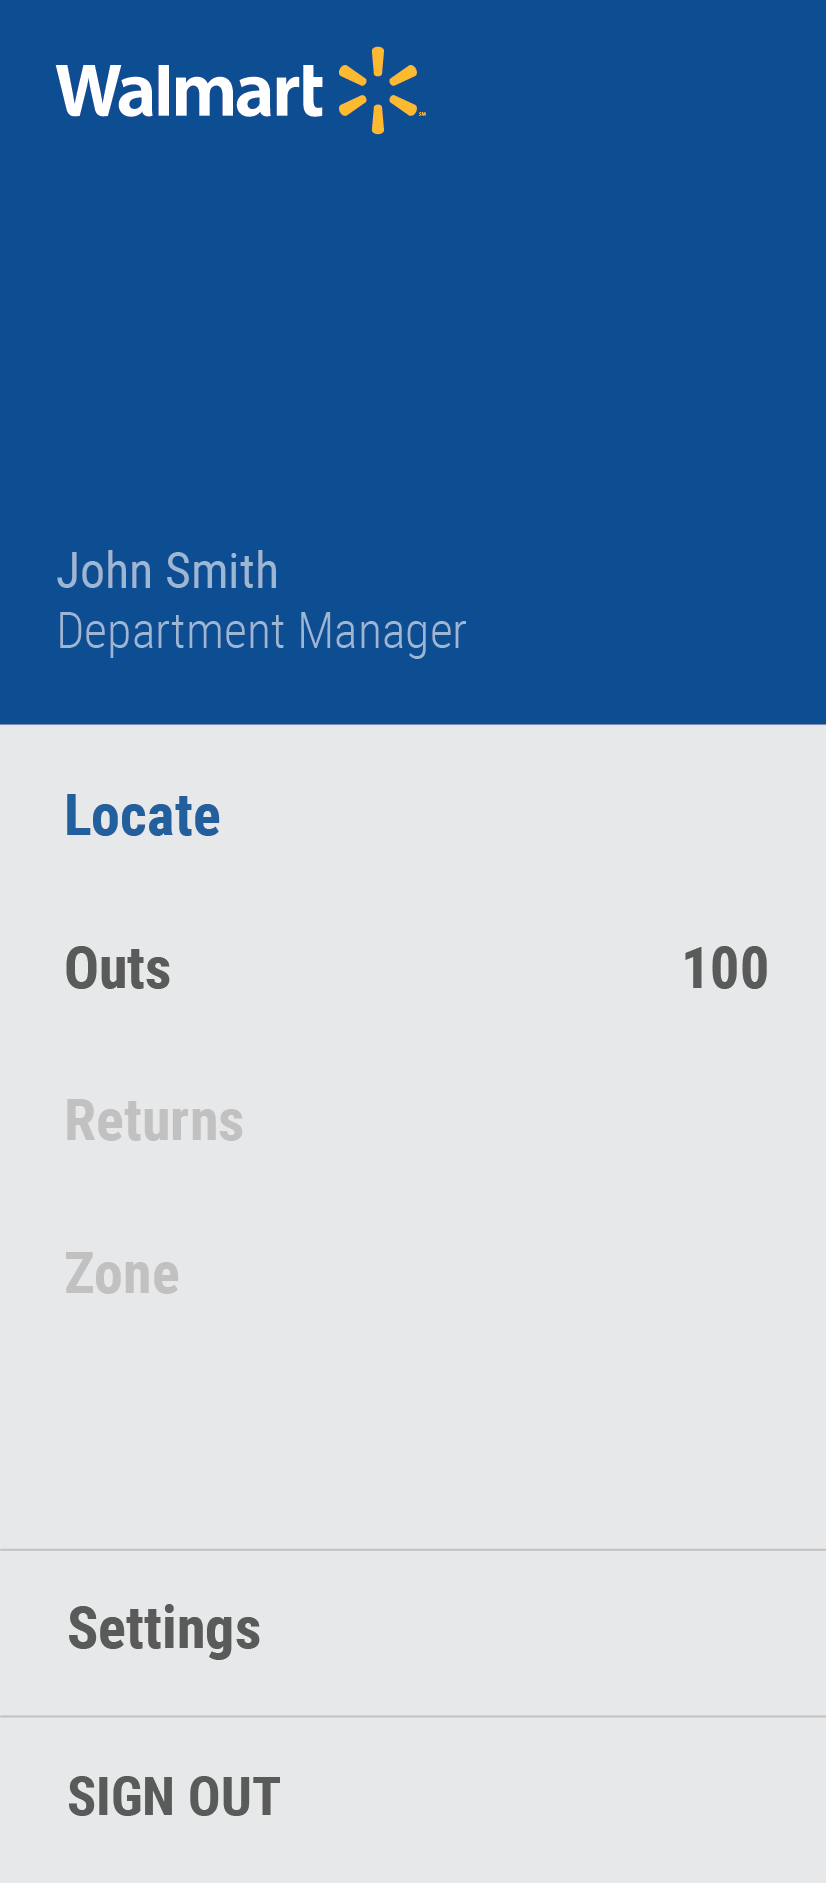 Walmart
John Smith
Department Manager
Locate
Outs 100
Returns
Zone
Settings
SIGN OUT